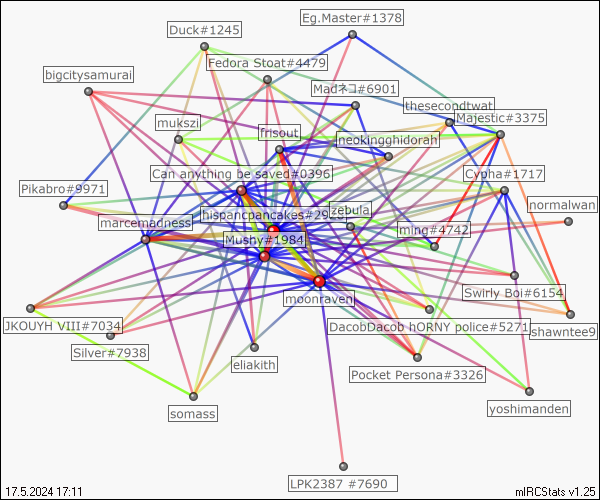 Eg.Master#1378
Duck#1245
Fedora Stoat#4479
bigcitysamurai
Madネコ#6901
thesecondtwat
Majestic#3375
mukszi
frisout
neokingghidorah
Can anything be saved#0396
Cypha#1717
Pikabro#9971
normalwan
hispancpancakes#29
zebula
marcemadness
ming#4742
Mushy#1984
Swirly Boi#6154
moonraven
JKOUYH VIII#7034
DacobDacob hORNY police#5271
shawntee9
Silver#7938
eliakith
Pocket Persona#3326
somass
yoshimanden
LPK2387 #7690
17.5.2024 17:11
mIRCStats v1.25